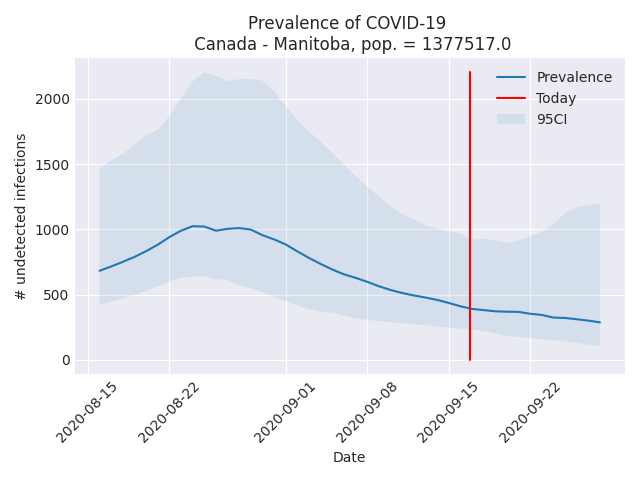 Prevalence of COVID-19
Canada - Manitoba, pop. = 1377517.0
Prevalence
Today
95CI
2000
1500
1000
500
0
# undetected infections
2020-08-15
2020-08-22
2020-09-01
2020-09-08
2020-09-15
2020-09-22
Date